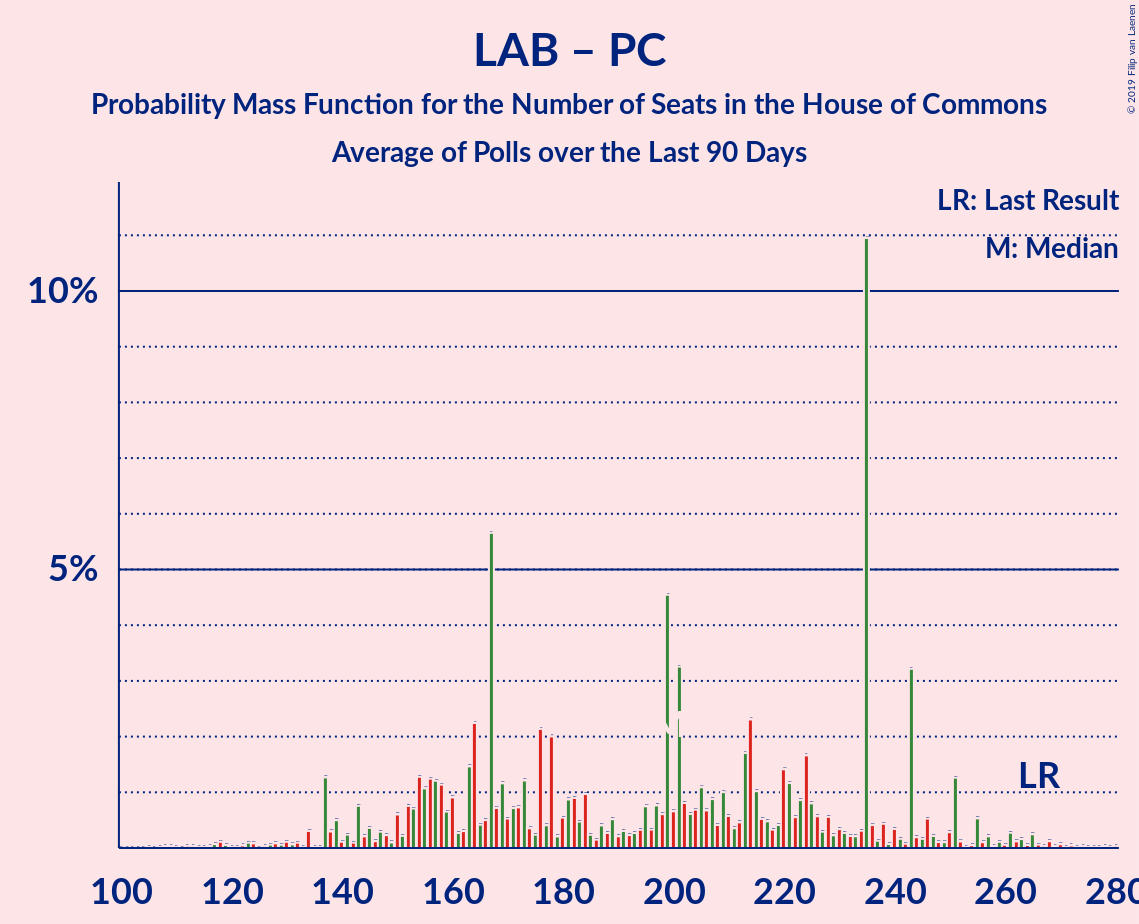 LAB – PC
Probability Mass Function for the Number of Seats in the House of Commons
Average of Polls over the Last 90 Days
© 2019 Filip van Laenen
LR: Last Result
M: Median
10%
5%
LR
100 120 140 160 180 200 220 240 260 280